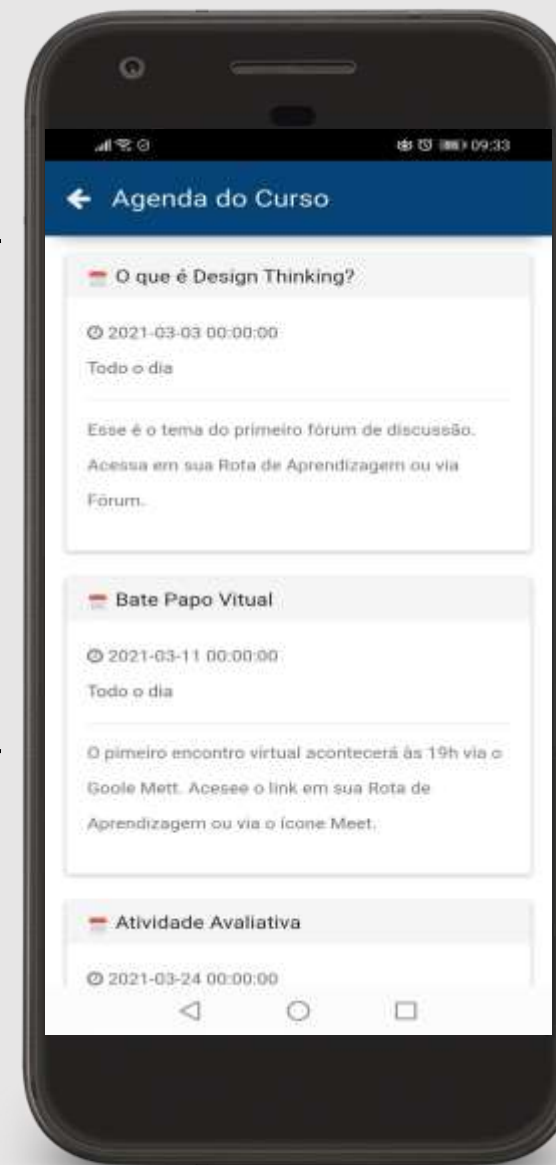 09:33
Agenda do Curso
O que é Design Thinking?
2021-03-03 00:00:00
Todo o dia
Esse é o tema do primeiro fórum de discussão.
Acessa em sua Rota de Aprendizagem ou via
Fórum.
Bate Papo Vitual
2021-03-11 00:00:00
Todo o dia
O pimeiro encontro virtual acontecerá às 19h via o
Goole Mett. Acesee o link em sua Rota de
Aprendizagem ou via o ícone Meet.
Atividade Avaliativa
2021-03-24 00:00:00